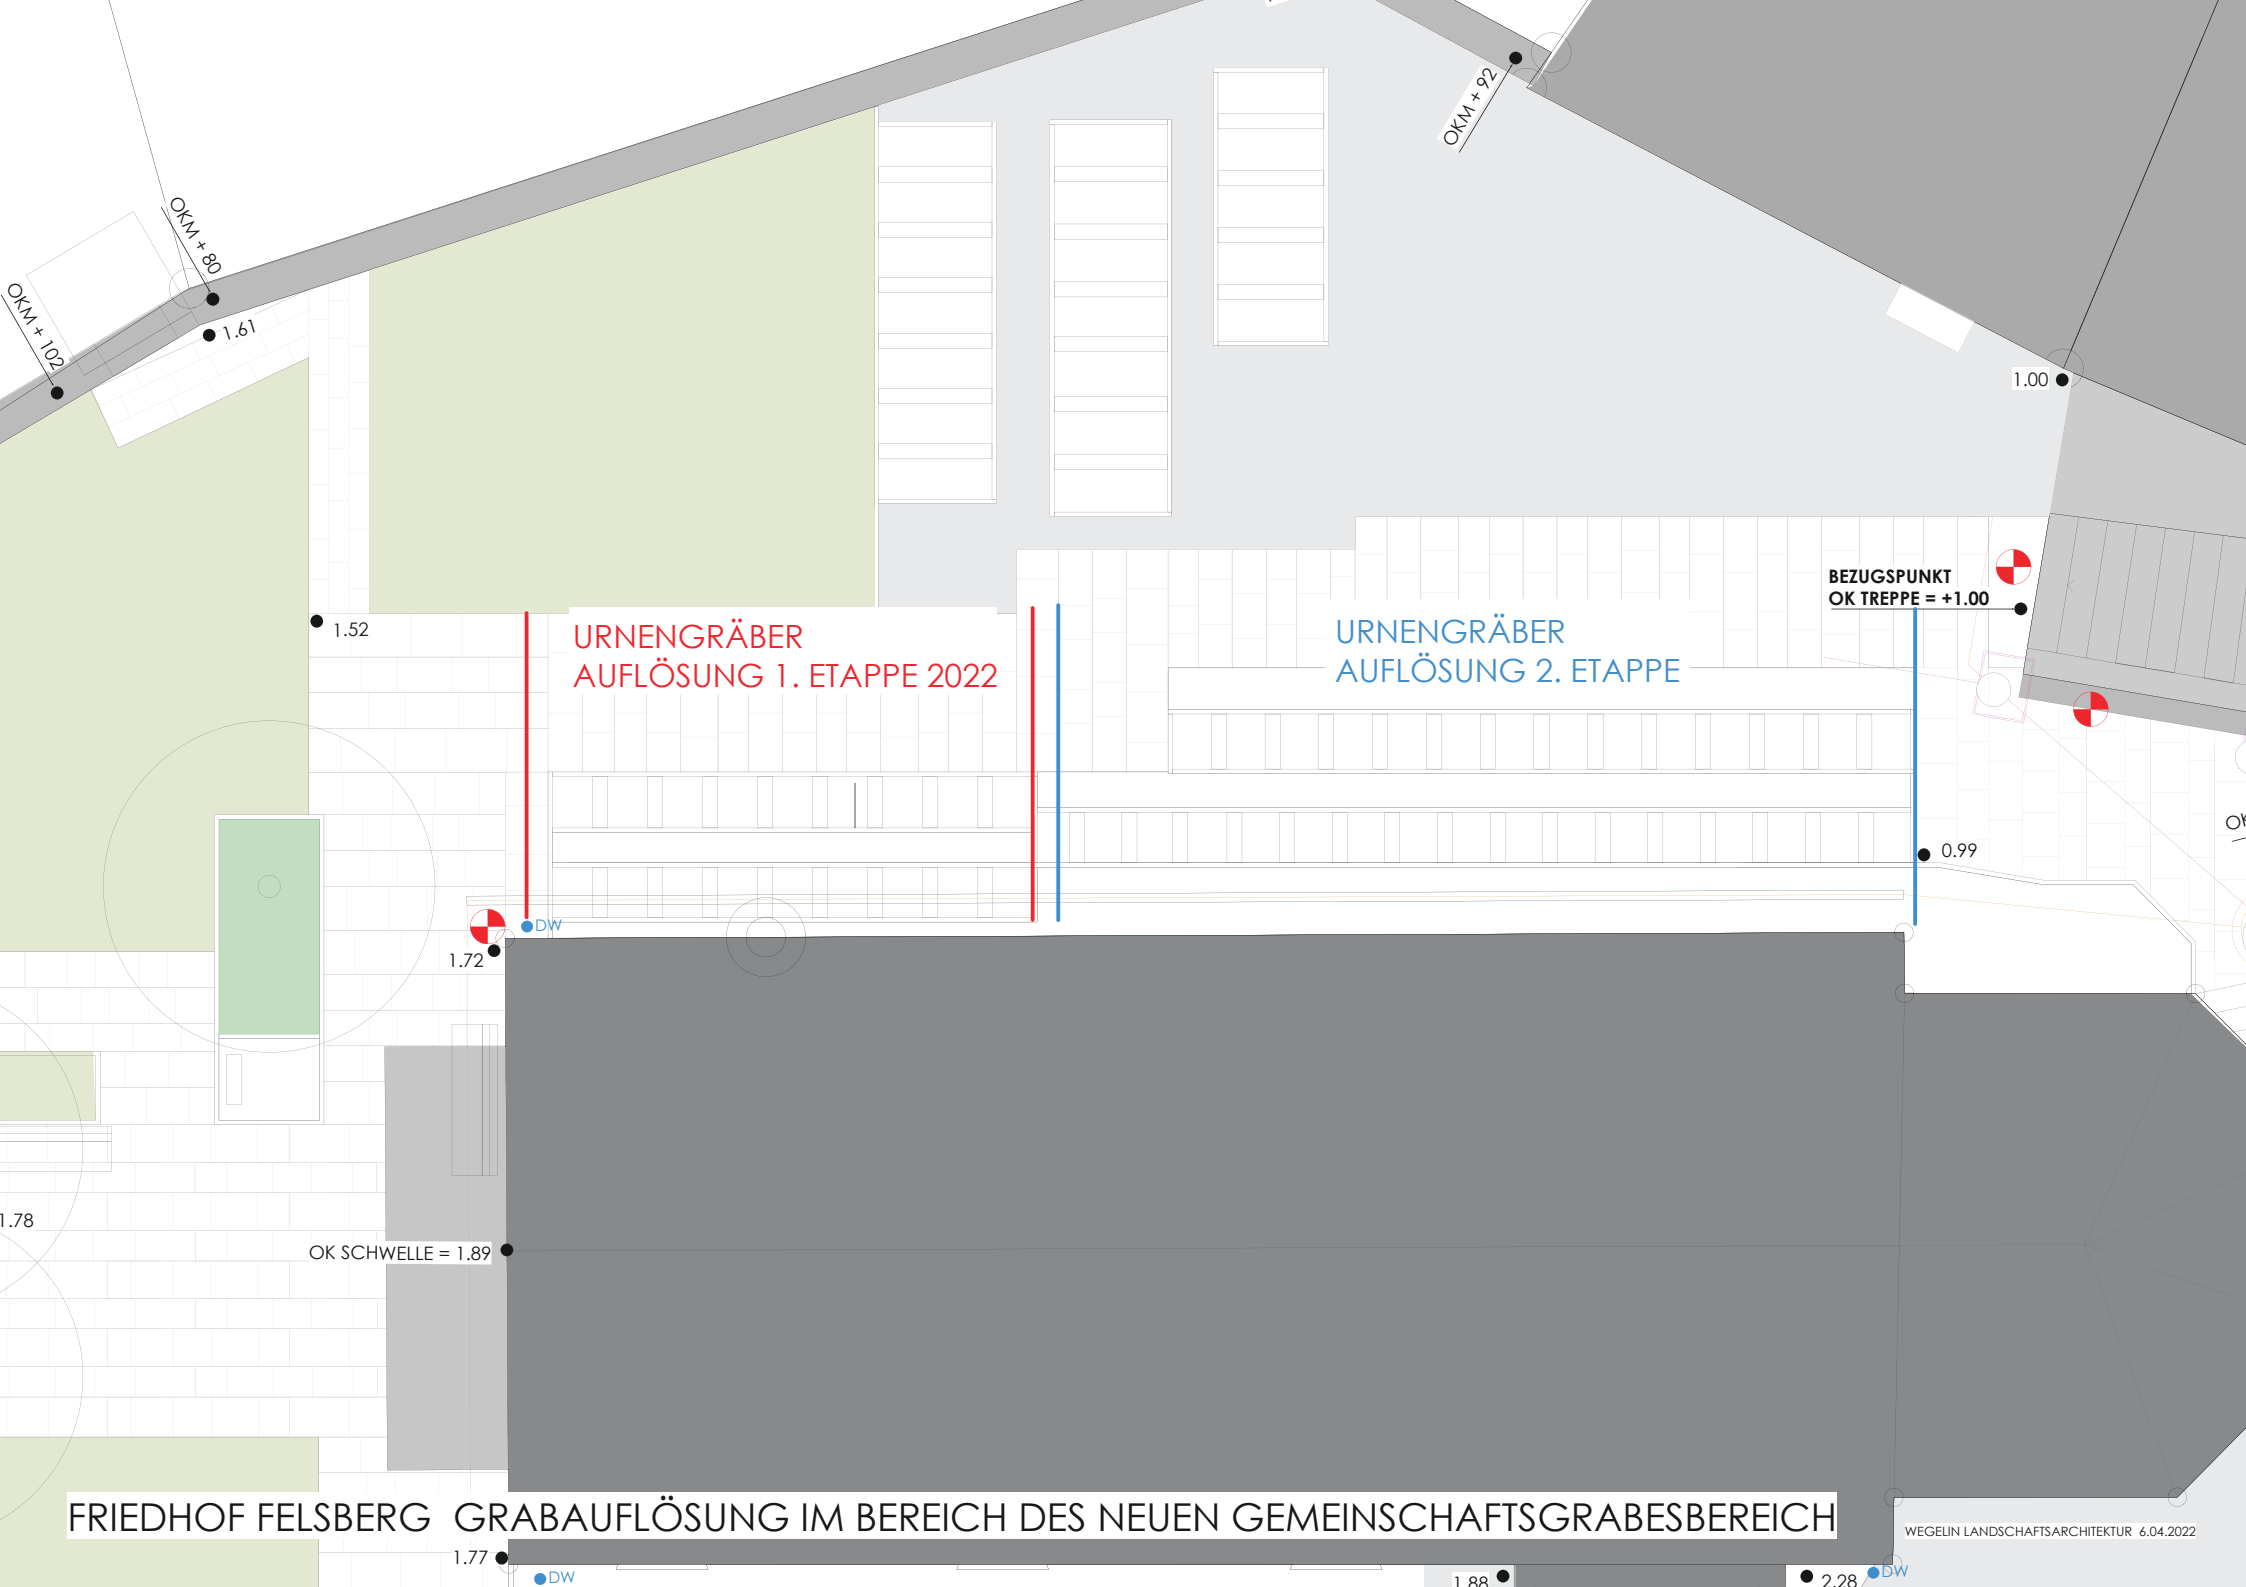 OKM + 92
OKM + 80
OKM + 102
1.61
1.00
BEZUGSPUNKT
OK TREPPE = +1.00
1.52
URNENGRÄBER
AUFLÖSUNG 1. ETAPPE 2022
URNENGRÄBER
AUFLÖSUNG 2. ETAPPE
0.99
DW
1.72
1.78
OK SCHWELLE = 1.89
FRIEDHOF FELSBERG GRABAUFLÖSUNG IM BEREICH DES NEUEN GEMEINSCHAFTSGRABESBEREICH
WEGELIN LANDSCHAFTSARCHITEKTUR 6.04.2022
1.77
DW
1.88
2.28
DW